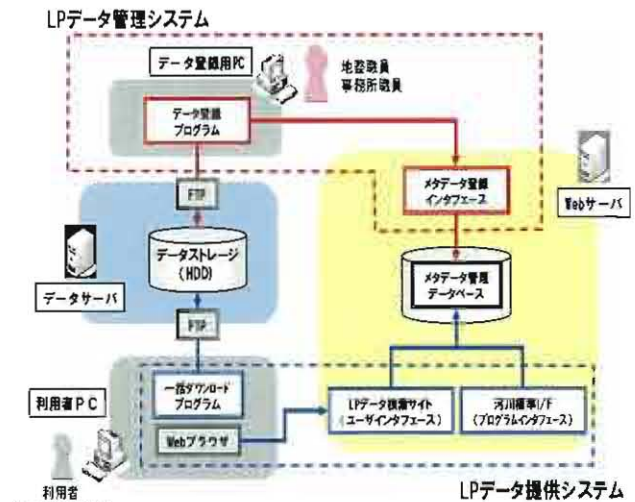 LPデータ管理システム
データ登録用PC
地整職員
事務所職員
データ登録
プログラム
メタデータ登録
インタフェース
Webサーバ
FTP
データストレージ
(HDD)
メタデータ管理
データベース
データサーバ
FTP
利用者PC
一括ダウンロード
プログラム
LPデータ検索サイト
(ユーザインタフェース)
河川標準I/F
(プログラムインタフェース)
Webブラウザ
利用者
LPデータ提供システム